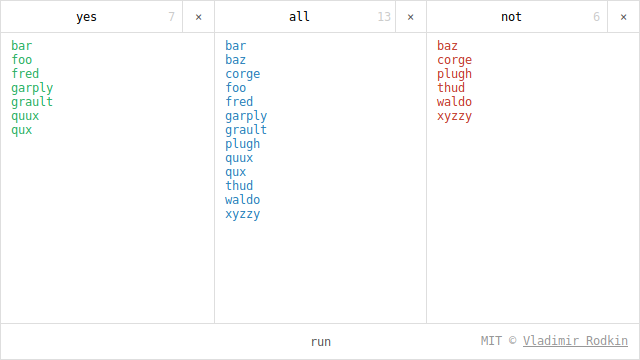 yes 7 × all 13 × not 6 ×
bar
foo
fred
garply
grault
quux
qux
bar
baz
corge
foo
fred
garply
grault
plugh
quux
qux
thud
waldo
xyzzy
baz
corge
plugh
thud
waldo
xyzzy
run MIT © Vladimir Rodkin